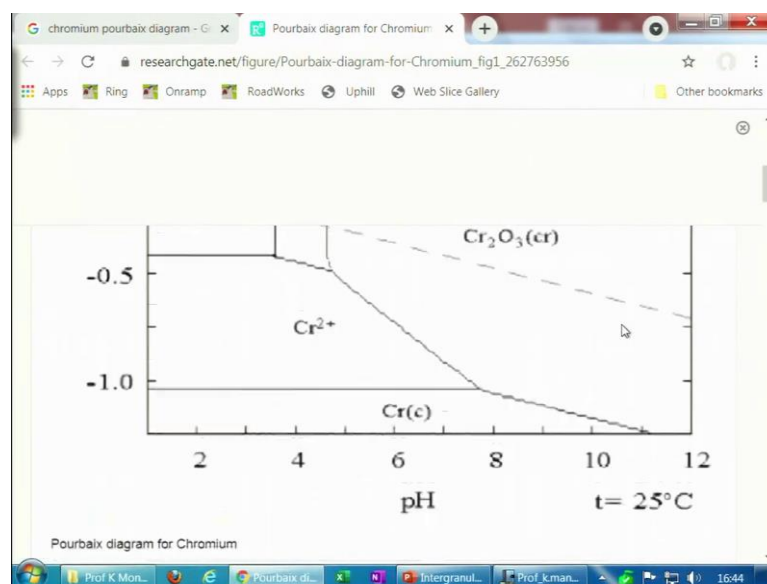 chromium pourbaix diagram - G
Pourbaix diagram for Chromium
researchgate.net/figure/Pourbaix-diagram-for-Chromium_fig1_262763956
Apps Ring Onramp RoadWorks Uphill Web Slice Gallery Other bookmarks
Cr₂O₃(cr)
-0.5
Cr²⁺
-1.0
Cr(c)
2 4 6 8 10 12
pH t= 25°C
Pourbaix diagram for Chromium
Prof K Mon... Pourbaix di... Intergranul... Prof_k.man... 16:44